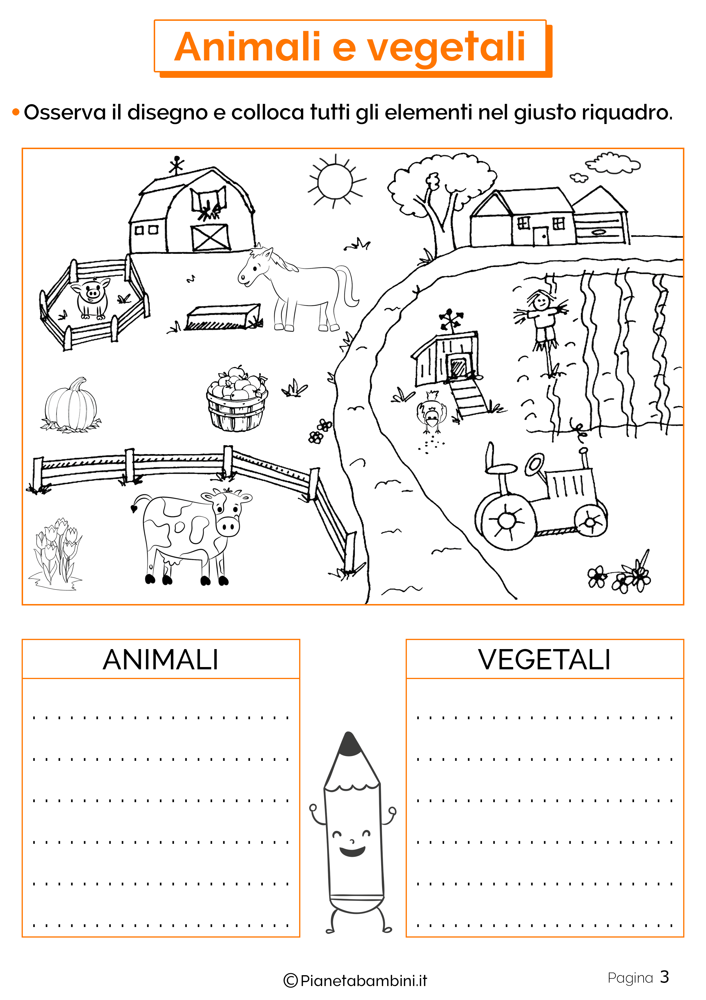 Animali e vegetali
• Osserva il disegno e colloca tutti gli elementi nel giusto riquadro.
ANIMALI
VEGETALI
©Pianetabambini.it
Pagina 3